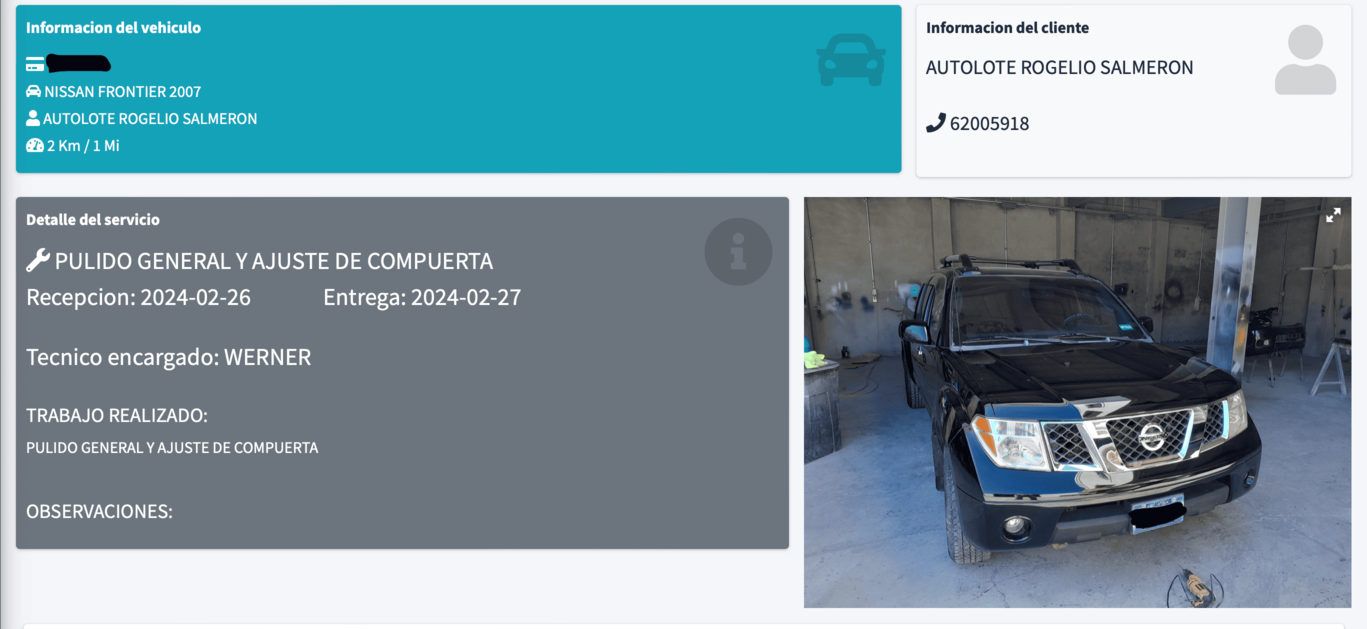 Informacion del vehiculo
NISSAN FRONTIER 2007
AUTOLOTE ROGELIO SALMERON
2 Km / 1 Mi
Informacion del cliente
AUTOLOTE ROGELIO SALMERON
62005918
Detalle del servicio
PULIDO GENERAL Y AJUSTE DE COMPUERTA
Recepcion: 2024-02-26 Entrega: 2024-02-27
Tecnico encargado: WERNER
TRABAJO REALIZADO:
PULIDO GENERAL Y AJUSTE DE COMPUERTA
OBSERVACIONES: